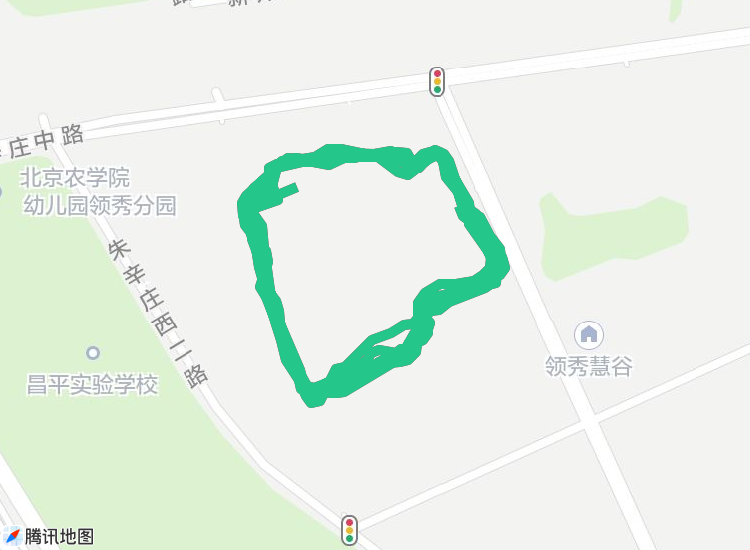 庄中路
北京农学院
幼儿园领秀分园
朱辛庄西二路
昌平实验学校
领秀慧谷
腾讯地图